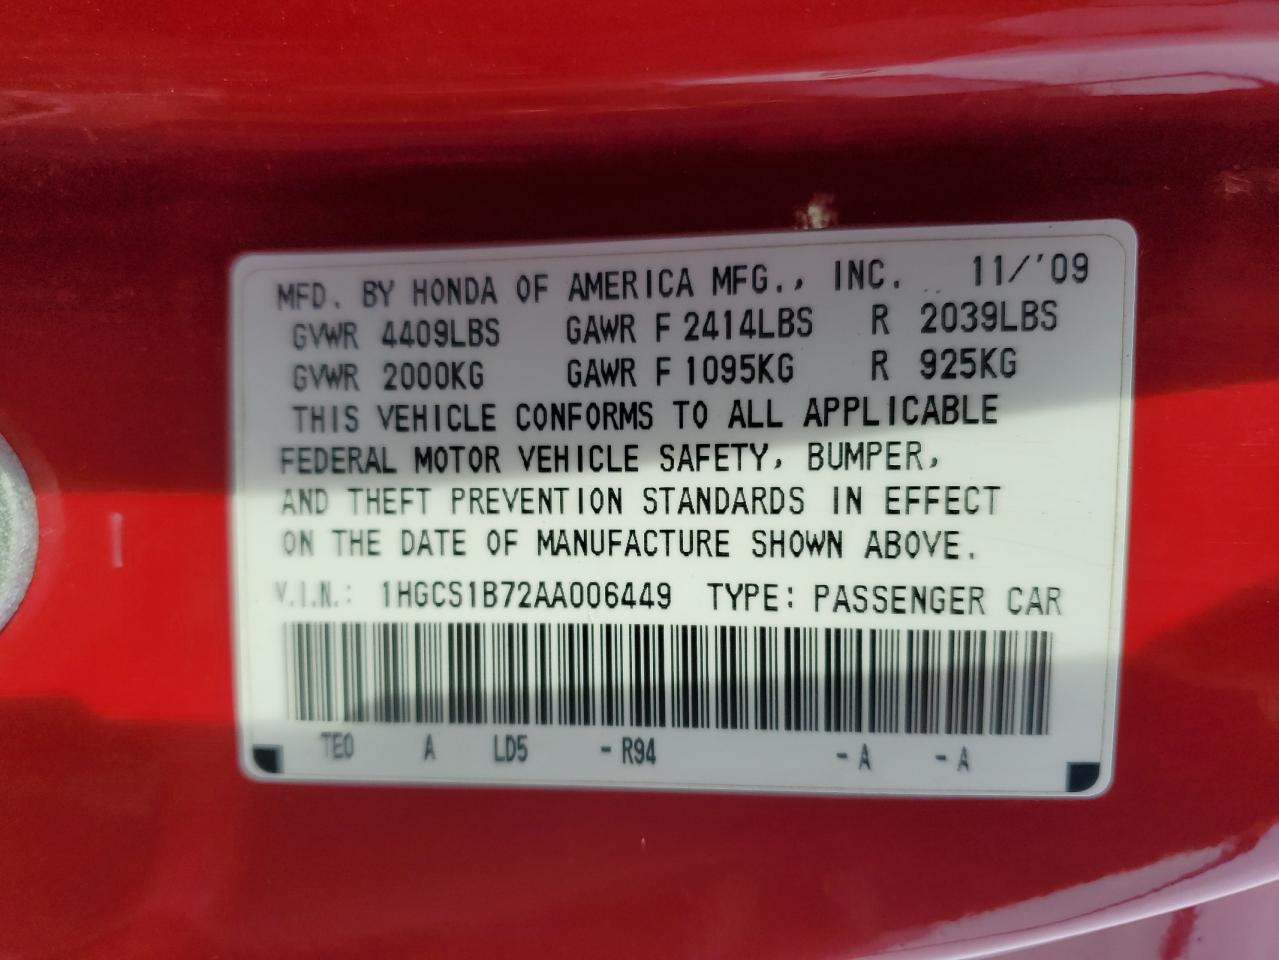 MFD. BY HONDA OF AMERICA MFG., INC. 11/'09
GVWR 4409LBS GAWR F 2414LBS R 2039LBS
GVWR 2000KG GAWR F 1095KG R 925KG
THIS VEHICLE CONFORMS TO ALL APPLICABLE
FEDERAL MOTOR VEHICLE SAFETY, BUMPER,
AND THEFT PREVENTION STANDARDS IN EFFECT
ON THE DATE OF MANUFACTURE SHOWN ABOVE.
V.I.N.: 1HGCS1B72AA006449 TYPE: PASSENGER CAR
TE0 A LD5 -R94 -A -A